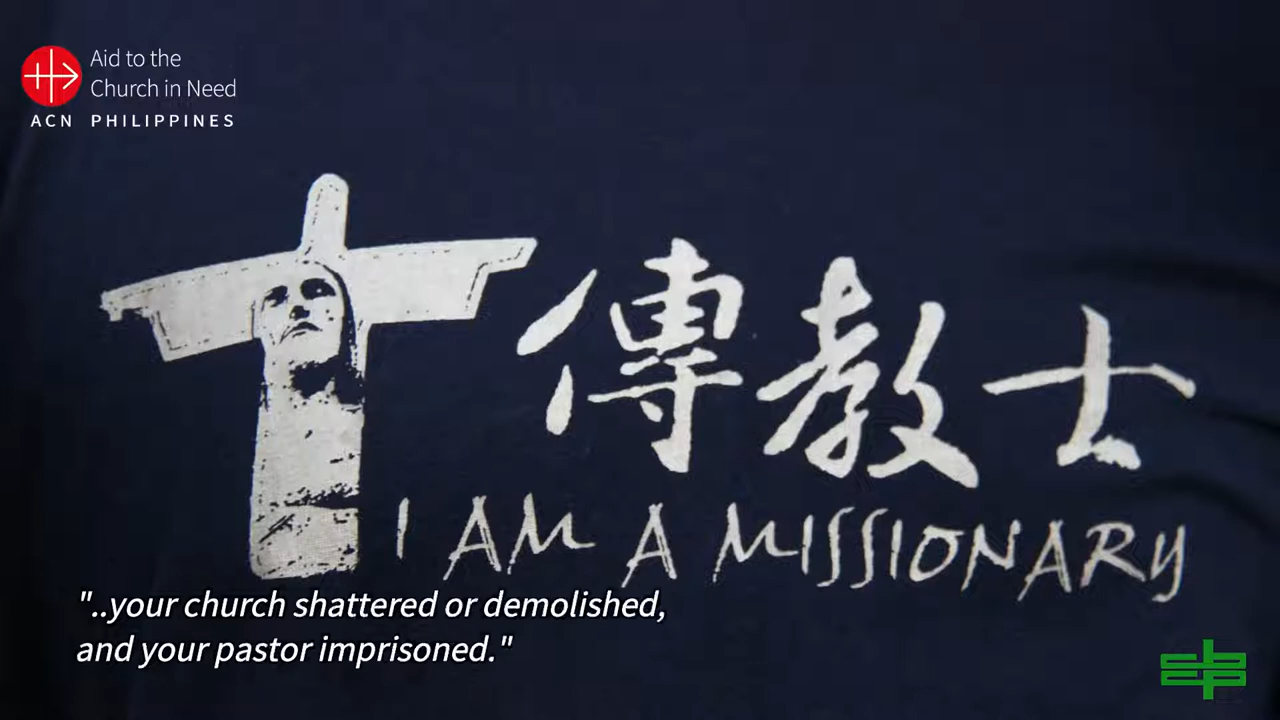 Aid to the
Church in Need
ACN PHILIPPINES
傳教士
I AM A MISSIONARY
"..your church shattered or demolished,
and your pastor imprisoned."
cbcp